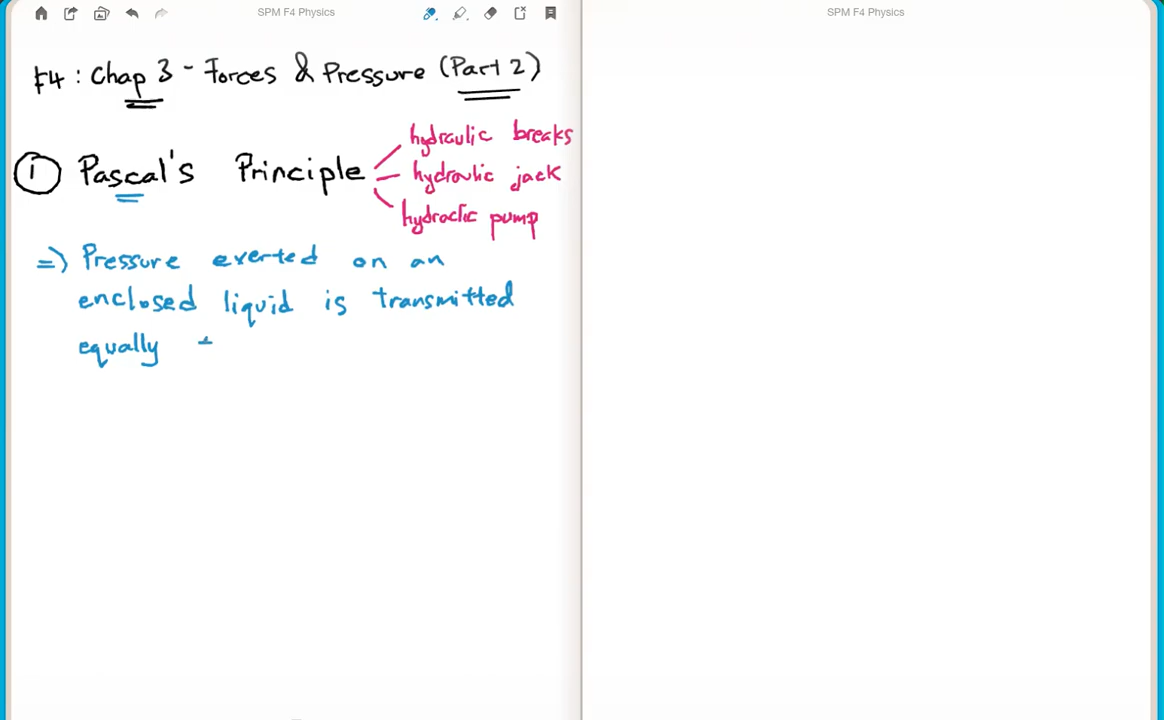 SPM F4 Physics
SPM F4 Physics
F4 : Chap 3 - Forces & Pressure (Part 2)
① Pascal's Principle
hydraulic breaks
hydraulic jack
hydraclic pump
=) Pressure exerted on an
enclosed liquid is transmitted
equally